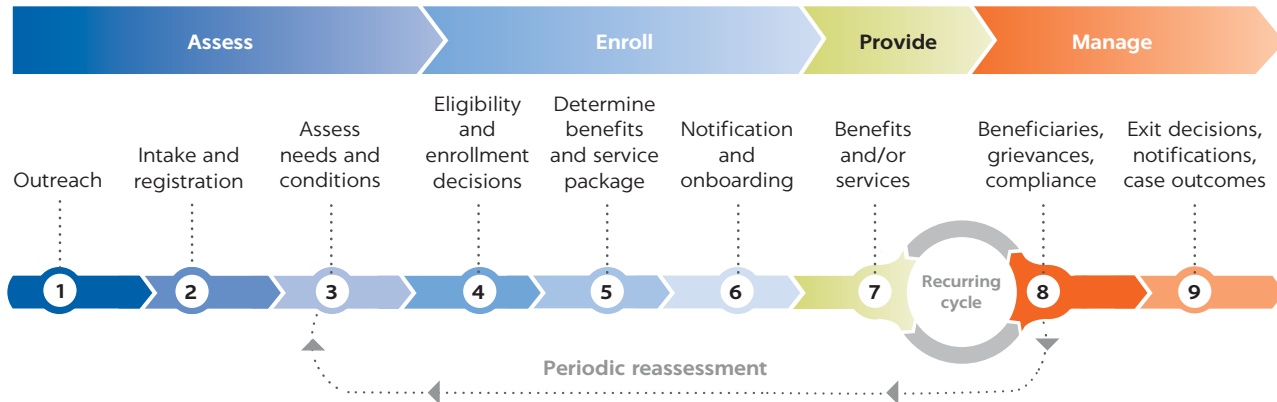 Assess
Enroll
Provide
Manage
Outreach
Intake and
registration
Assess
needs and
conditions
Eligibility
and
enrollment
decisions
Determine
benefits
and service
package
Notification
and
onboarding
Benefits
and/or
services
Beneficiaries,
grievances,
compliance
Exit decisions,
notifications,
case outcomes
1
2
3
4
5
6
7
Recurring
cycle
8
9
Periodic reassessment